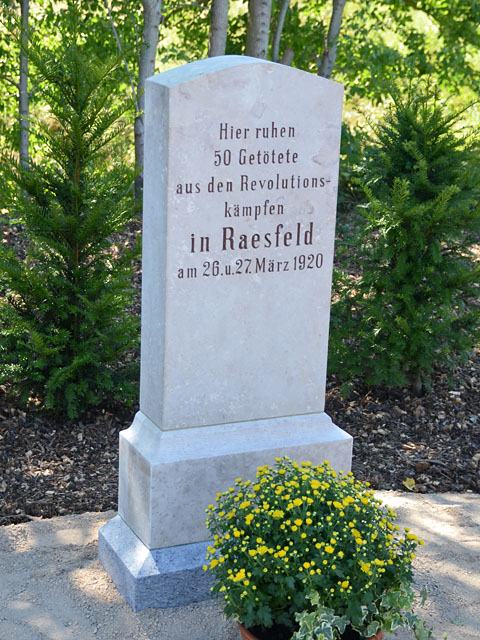 Hier ruhen
50 Getötete
aus den Revolutions-
kämpfen
in Raesfeld
am 26.u.27.März 1920